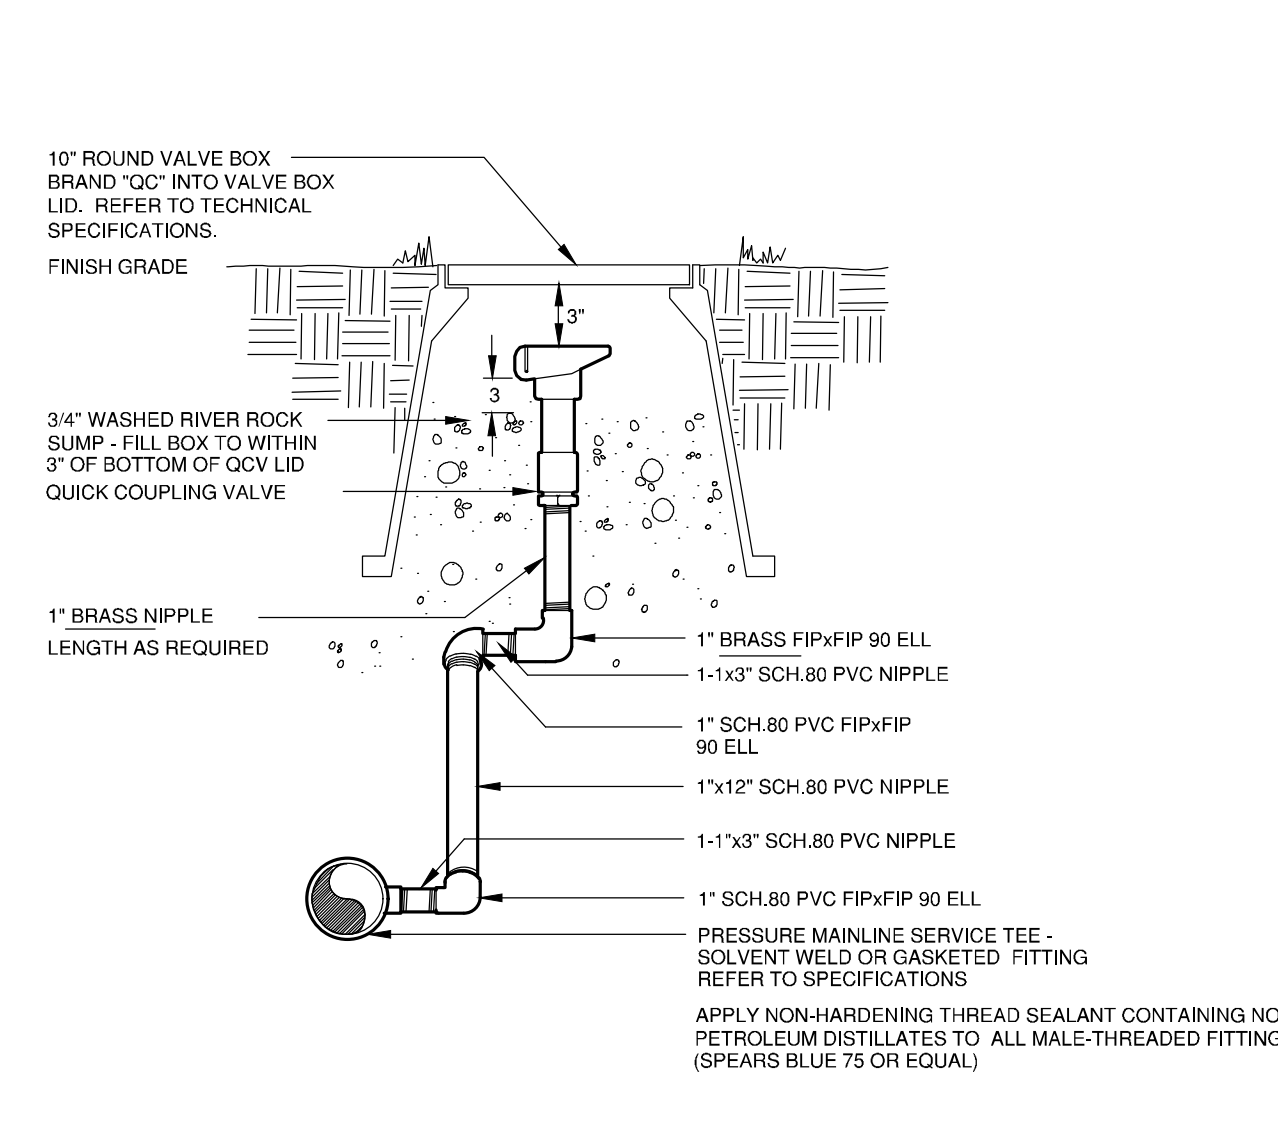 10" ROUND VALVE BOX
BRAND "QC" INTO VALVE BOX
LID.  REFER TO TECHNICAL
SPECIFICATIONS.
FINISH GRADE
3"
3
3/4" WASHED RIVER ROCK
SUMP - FILL BOX TO WITHIN
3" OF BOTTOM OF QCV LID
QUICK COUPLING VALVE
1" BRASS NIPPLE
LENGTH AS REQUIRED
1" BRASS FIPxFIP 90 ELL
1-1x3" SCH.80 PVC NIPPLE
1" SCH.80 PVC FIPxFIP
90 ELL
1"x12" SCH.80 PVC NIPPLE
1-1"x3" SCH.80 PVC NIPPLE
1" SCH.80 PVC FIPxFIP 90 ELL
PRESSURE MAINLINE SERVICE TEE -
SOLVENT WELD OR GASKETED  FITTING
REFER TO SPECIFICATIONS
APPLY NON-HARDENING THREAD SEALANT CONTAINING NO
PETROLEUM DISTILLATES TO  ALL MALE-THREADED FITTING
(SPEARS BLUE 75 OR EQUAL)